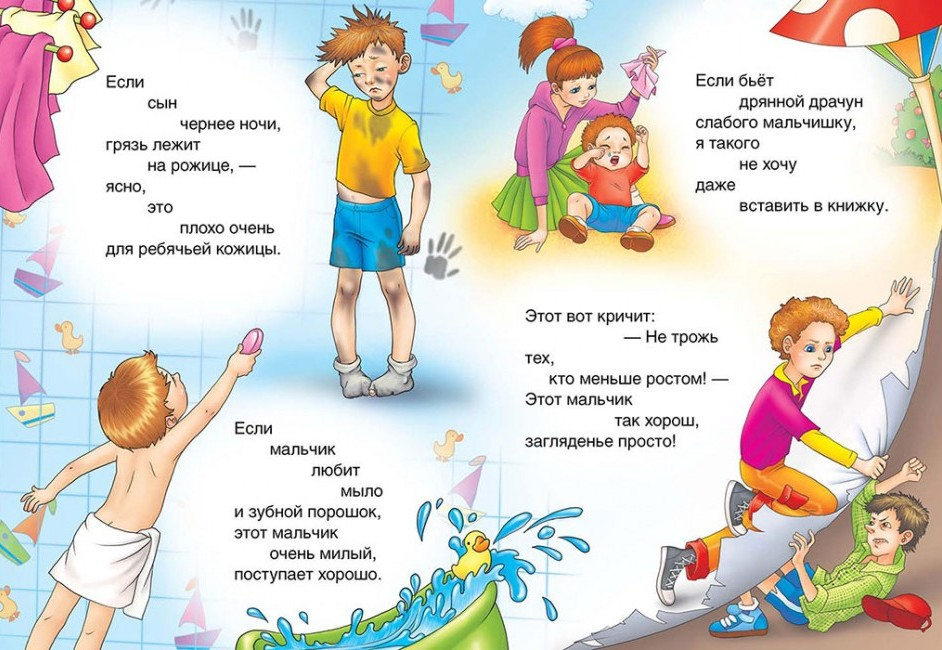 Если
сын
чернее ночи,
грязь лежит
на рожице, —
ясно,
это
плохо очень
для ребячьей кожицы.
Если
мальчик
любит
мыло
и зубной порошок,
этот мальчик
очень милый,
поступает хорошо.
Если бьёт
дрянной драчун
слабого мальчишку,
я такого
не хочу
даже
вставить в книжку.
Этот вот кричит:
— Не трожь
тех,
кто меньше ростом! —
Этот мальчик
так хорош,
загляденье просто!